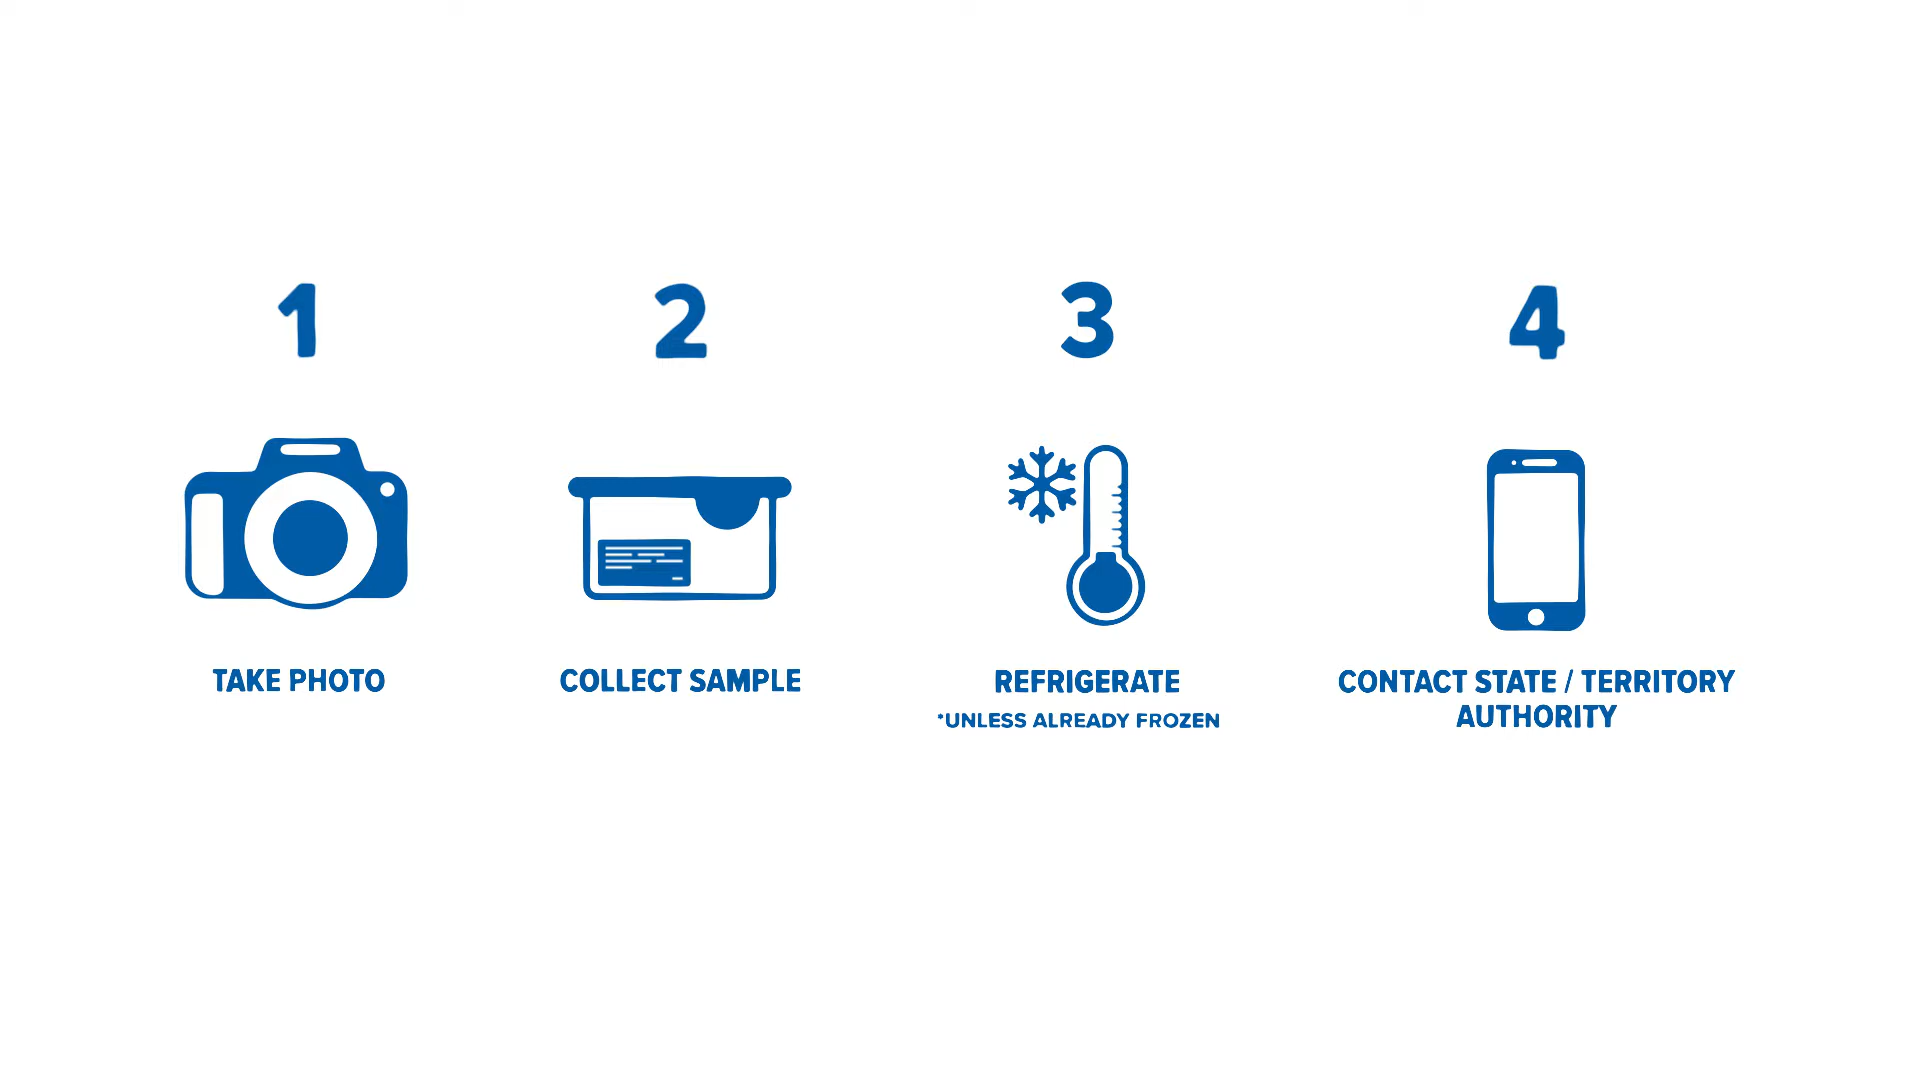 1
2
3
4
TAKE PHOTO
COLLECT SAMPLE
REFRIGERATE
*UNLESS ALREADY FROZEN
CONTACT STATE / TERRITORY
AUTHORITY